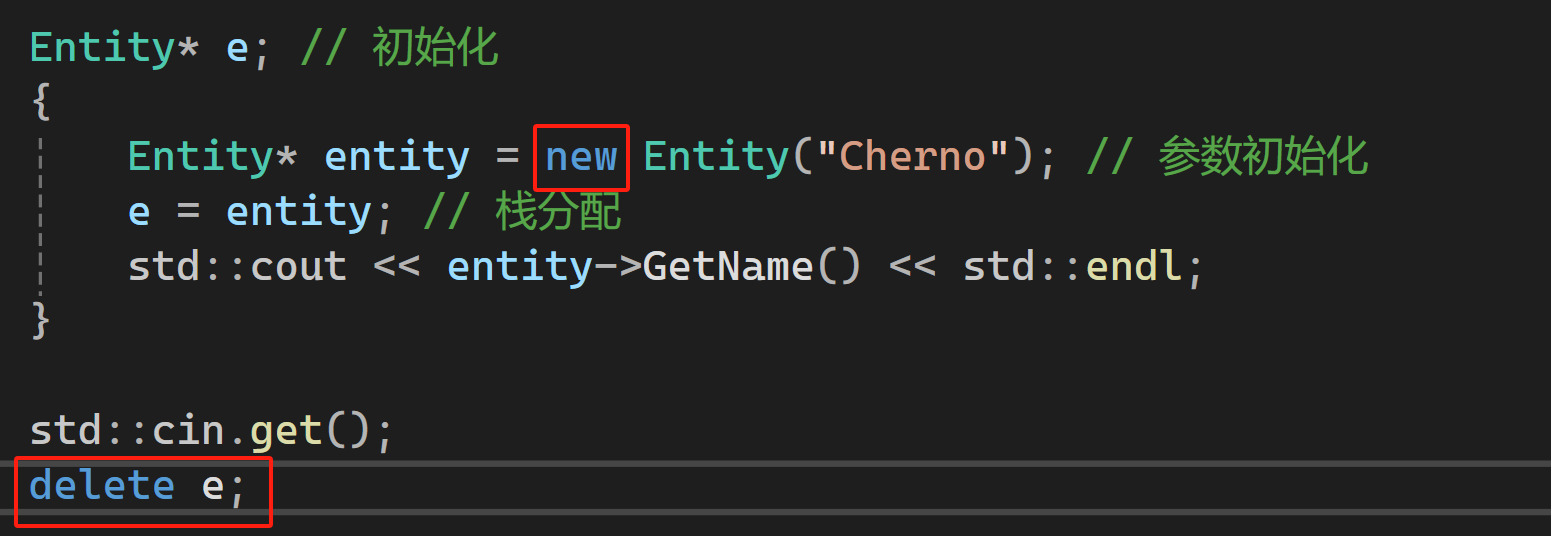 Entity* e; // 初始化
{
Entity* entity = new Entity("Cherno"); // 参数初始化
e = entity; // 栈分配
std::cout << entity->GetName() << std::endl;
}
std::cin.get();
delete e;